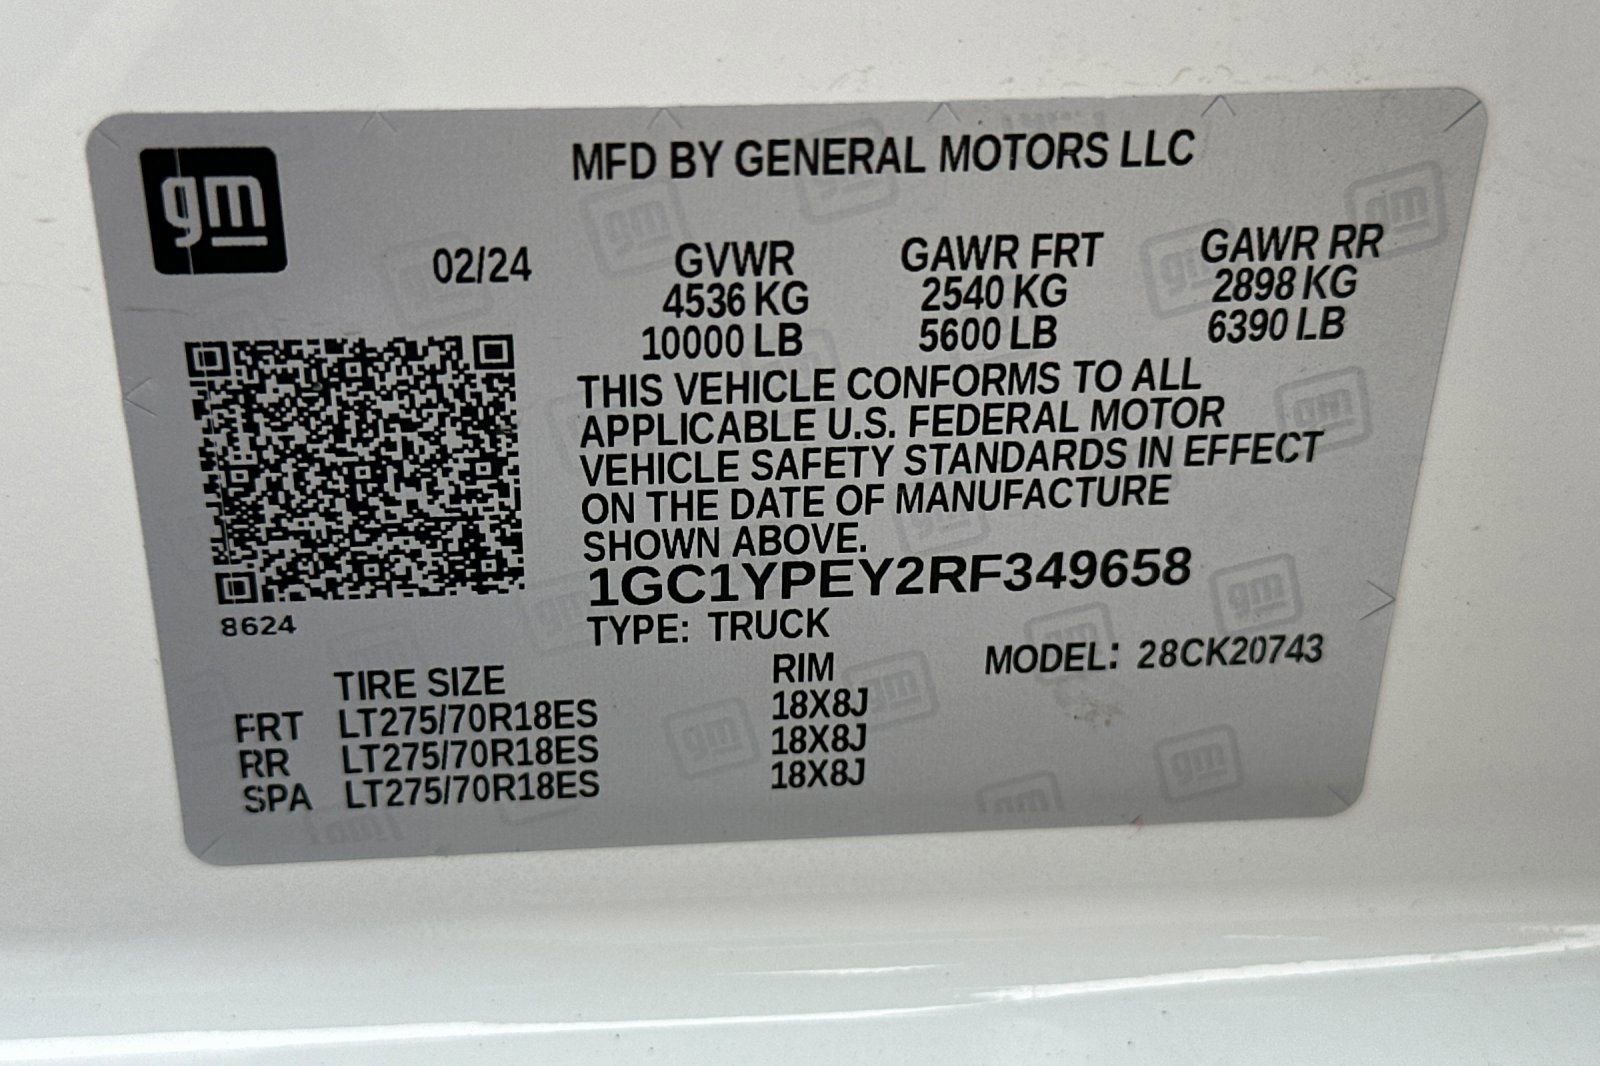 gm
MFD BY GENERAL MOTORS LLC
02/24 GVWR GAWR FRT GAWR RR
4536 KG 2540 KG 2898 KG
10000 LB 5600 LB 6390 LB
THIS VEHICLE CONFORMS TO ALL
APPLICABLE U.S. FEDERAL MOTOR
VEHICLE SAFETY STANDARDS IN EFFECT
ON THE DATE OF MANUFACTURE
SHOWN ABOVE.
1GC1YPEY2RF349658
8624
TYPE: TRUCK
MODEL: 28CK20743
TIRE SIZE RIM
FRT LT275/70R18ES 18X8J
RR LT275/70R18ES 18X8J
SPA LT275/70R18ES 18X8J